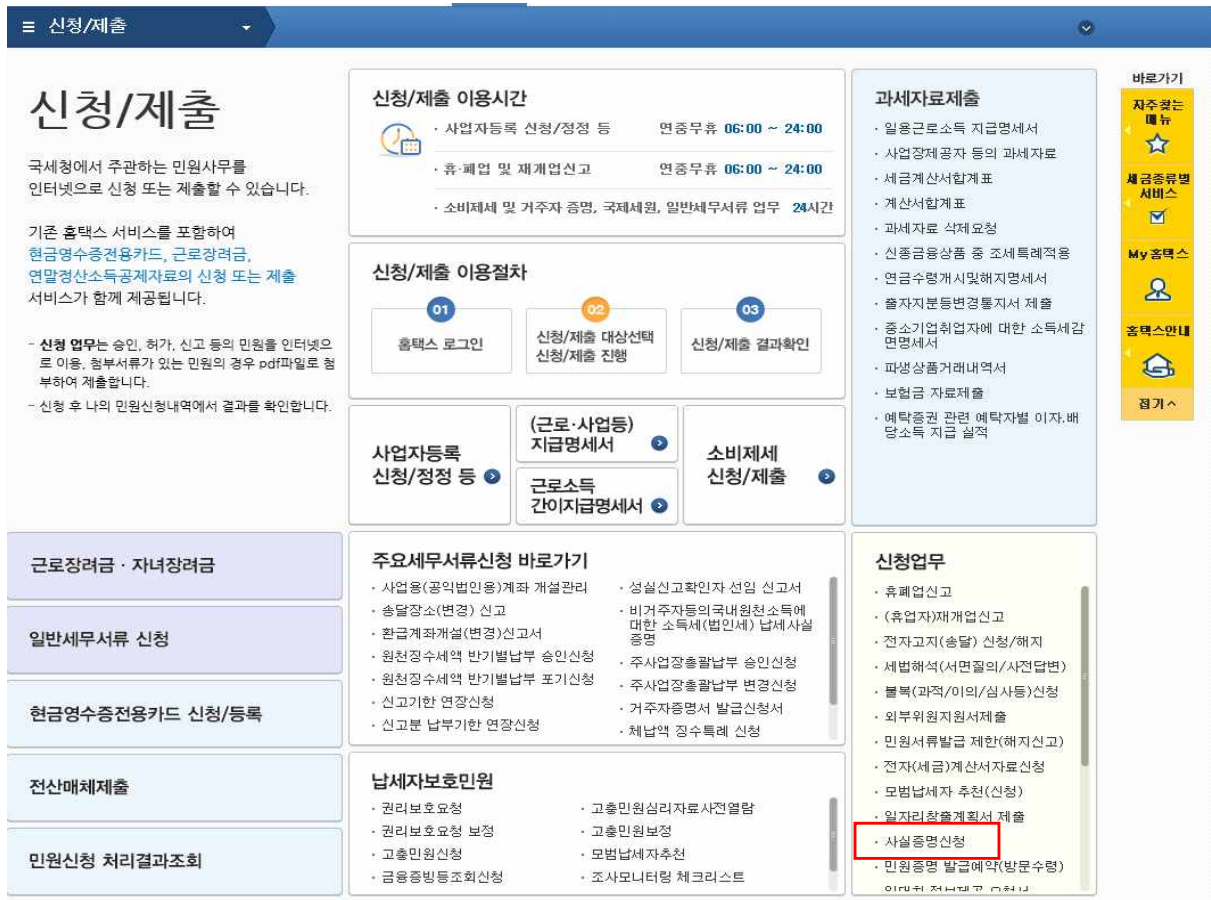 ≡ 신청/제출
신청/제출
국세청에서 주관하는 민원사무를
인터넷으로 신청 또는 제출할 수 있습니다.
기존 홈택스 서비스를 포함하여
현금영수증전용카드, 근로장려금,
연말정산소득공제자료의 신청 또는 제출
서비스가 함께 제공됩니다.
- 신청 업무는 승인, 허가, 신고 등의 민원을 인터넷으
로 이용, 첨부서류가 있는 민원의 경우 pdf파일로 첨
부하여 제출합니다.
- 신청 후 나의 민원신청내역에서 결과를 확인합니다.
신청/제출 이용시간
· 사업자등록 신청/정정 등 연중무휴 06:00 ~ 24:00
· 휴·폐업 및 재개업신고 연중무휴 06:00 ~ 24:00
· 소비제세 및 거주자 증명, 국제세원, 일반세무서류 업무 24시간
신청/제출 이용절차
01
홈택스 로그인
02
신청/제출 대상선택
신청/제출 진행
03
신청/제출 결과확인
사업자등록
신청/정정 등
(근로·사업등)
지급명세서
근로소득
간이지급명세서
소비제세
신청/제출
과세자료제출
· 일용근로소득 지급명세서
· 사업장제공자 등의 과세자료
· 세금계산서합계표
· 계산서합계표
· 과세자료 삭제요청
· 신종금융상품 중 조세특례적용
· 연금수령개시및해지명세서
· 출자지분등변경통지서 제출
· 중소기업취업자에 대한 소득세감
면명세서
· 파생상품거래내역서
· 보험금 자료제출
· 예탁증권 관련 예탁자별 이자.배
당소득 지급 실적
바로가기
자주찾는
메뉴
세금종류별
서비스
My홈택스
홈택스안내
접기 ^
근로장려금 · 자녀장려금
일반세무서류 신청
현금영수증전용카드 신청/등록
전산매체제출
민원신청 처리결과조회
주요세무서류신청 바로가기
· 사업용(공익법인용)계좌 개설관리
· 송달장소(변경) 신고
· 환급계좌개설(변경)신고서
· 원천징수세액 반기별납부 승인신청
· 원천징수세액 반기별납부 포기신청
· 신고기한 연장신청
· 신고분 납부기한 연장신청
· 성실신고확인자 선임 신고서
· 비거주자등의국내원천소득에
대한 소득세(법인세) 납세사실
증명
· 주사업장총괄납부 승인신청
· 주사업장총괄납부 변경신청
· 거주자증명서 발급신청서
· 체납액 징수특례 신청
납세자보호민원
· 권리보호요청
· 권리보호요청 보정
· 고충민원신청
· 금융증빙등조회신청
· 고충민원심리자료사전열람
· 고충민원보정
· 모범납세자추천
· 조사모니터링 체크리스트
신청업무
· 휴폐업신고
· (휴업자)재개업신고
· 전자고지(송달) 신청/해지
· 세법해석(서면질의/사전답변)
· 불복(과적/이의/심사등)신청
· 외부위원지원서제출
· 민원서류발급 제한(해지신고)
· 전자(세금)계산서자료신청
· 모범납세자 추천(신청)
· 일자리창출계획서 제출
· 사실증명신청
· 민원증명 발급예약(방문수령)